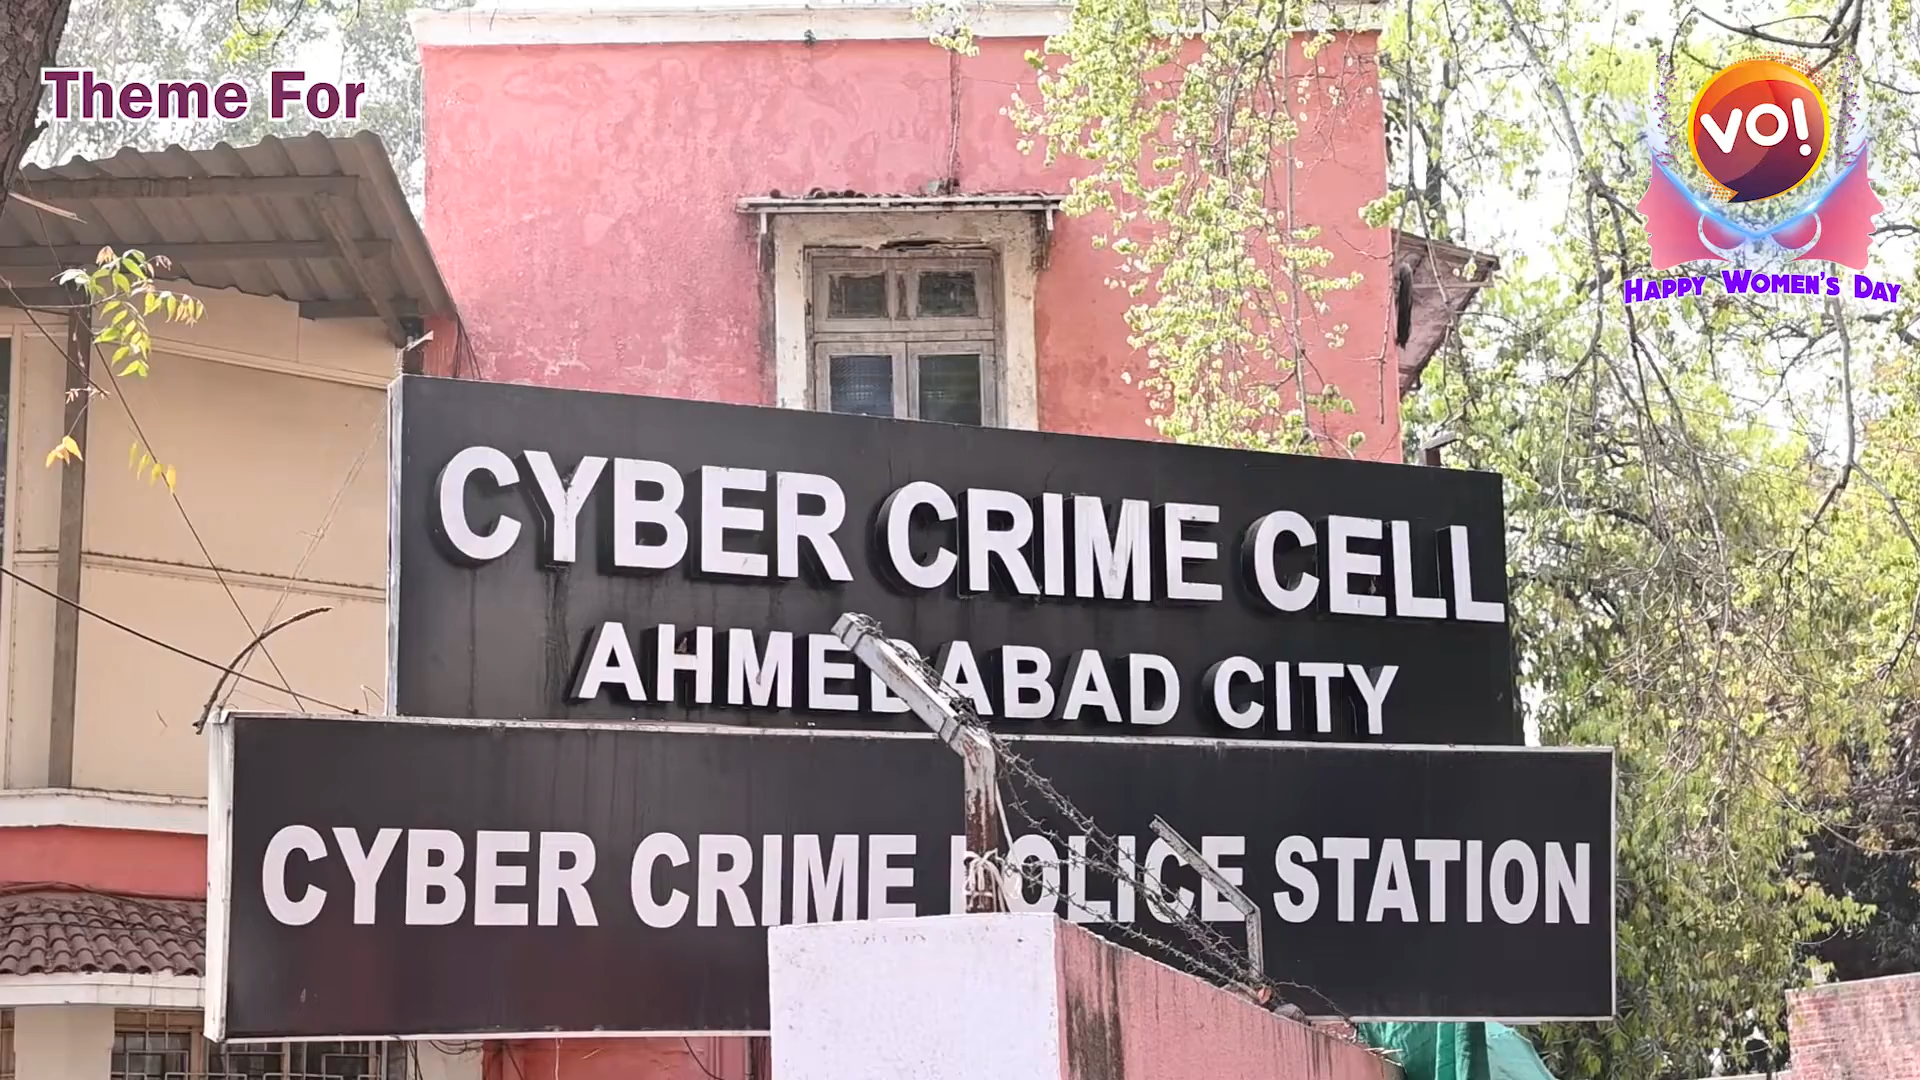 Theme For
VO!
HAPPY WOMEN'S DAY
CYBER CRIME CELL
AHMEDABAD CITY
CYBER CRIME POLICE STATION